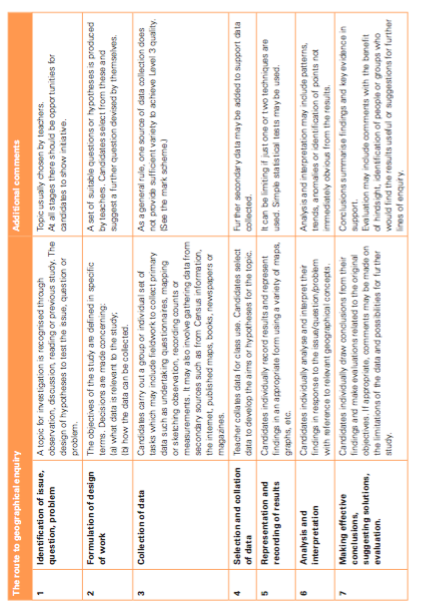 The route to geographical enquiry
Additional comments
1
Identification of issue,
question, problem
A topic for investigation is recognised through
observation, discussion, reading or previous study. The
design of hypotheses to test the issue, question or
problem.
Topic usually chosen by teachers.
At all stages there should be opportunities for
candidates to show initiative.
2
Formulation of design
of work
The objectives of the study are defined in specific
terms. Decisions are made concerning:
(a) what data is relevant to the study;
(b) how the data can be collected.
A set of suitable questions or hypotheses is produced
by teachers. Candidates select from these and
suggest a further question devised by themselves.
3
Collection of data
Candidates carry out a group or individual set of
tasks which may include fieldwork to collect primary
data such as undertaking questionnaires, mapping
or sketching observation, recording counts or
measurements. It may also involve gathering data from
secondary sources such as from Census information,
the internet, published maps, books, newspapers or
magazines.
As a general rule, one source of data collection does
not provide sufficient variety to achieve Level 3 quality.
(See the mark scheme.)
4
Selection and collation
of data
Teacher collates data for class use. Candidates select
data to develop the aims or hypotheses for the topic.
Further secondary data may be added to support data
collected.
5
Representation and
recording of results
Candidates individually record results and represent
findings in an appropriate form using a variety of maps,
graphs, etc.
It can be limiting if just one or two techniques are
used. Simple statistical tests may be used.
6
Analysis and
interpretation
Candidates individually analyse and interpret their
findings in response to the issue/question/problem
with reference to relevant geographical concepts.
Analysis and interpretation may include patterns,
trends, anomalies or identification of points not
immediately obvious from the results.
7
Making effective
conclusions,
suggesting solutions,
evaluation.
Candidates individually draw conclusions from their
findings and make evaluations related to the original
objectives. If appropriate, comments may be made on
the limitations of the data and possibilities for further
study.
Conclusions summarise findings and key evidence in
support.
Evaluation may include comments with the benefit
of hindsight, identification of people or groups who
would find the results useful or suggestions for further
lines of enquiry.